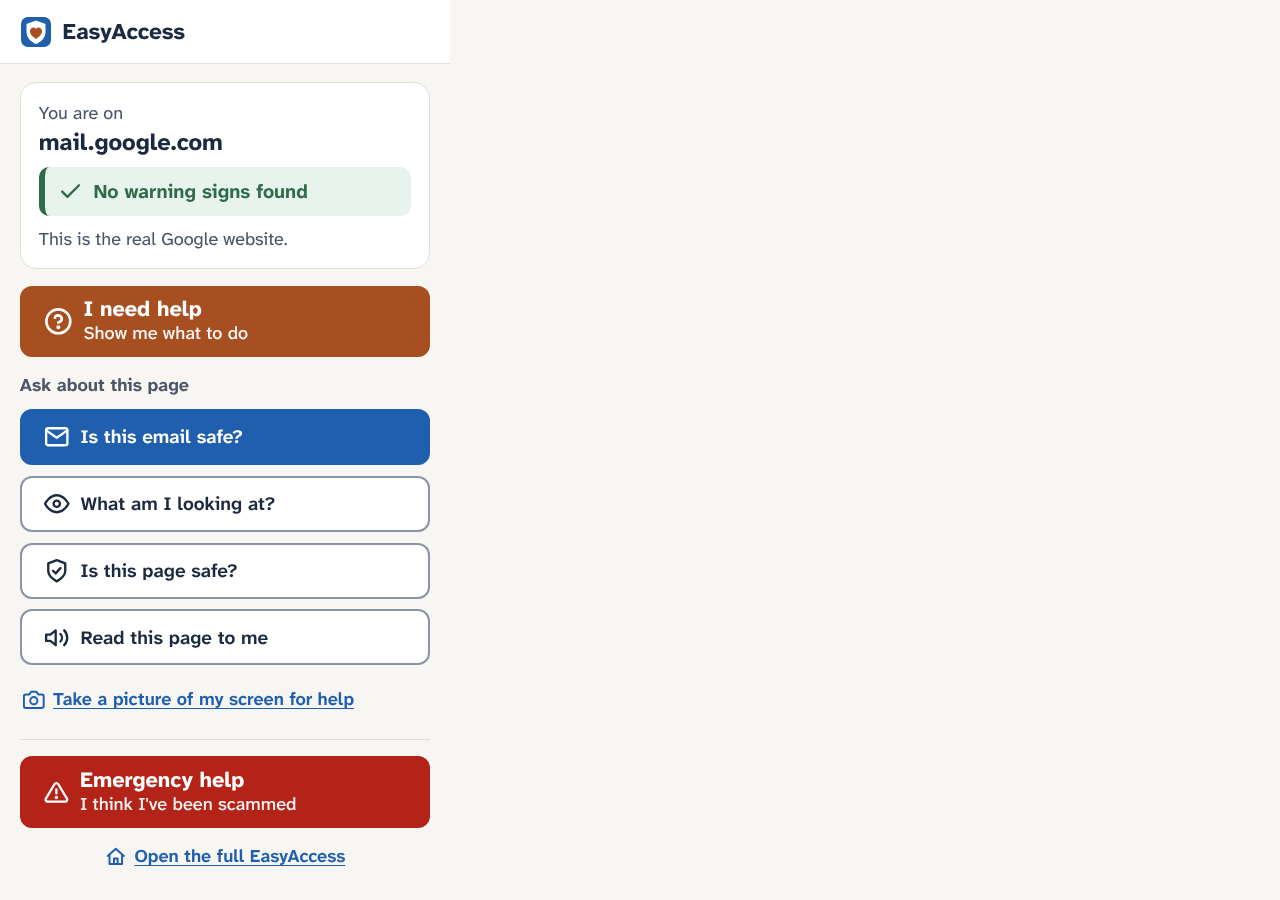 EasyAccess
You are on
mail.google.com
No warning signs found
This is the real Google website.
I need help
Show me what to do
Ask about this page
Is this email safe?
What am I looking at?
Is this page safe?
Read this page to me
Take a picture of my screen for help
Emergency help
I think I've been scammed
Open the full EasyAccess